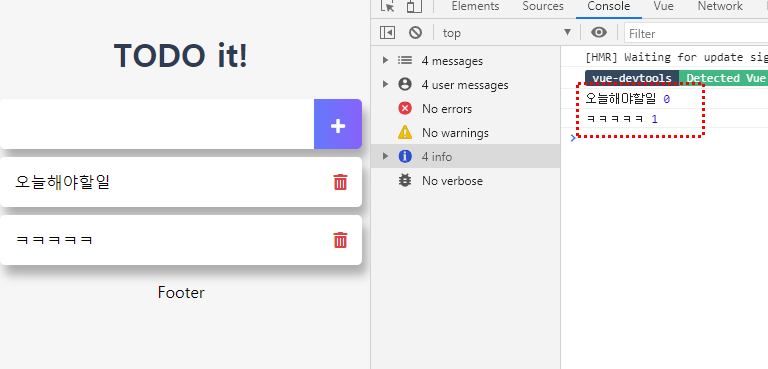 Elements Sources Console Vue Network
top Filter
TODO it!
오늘해야할일
ㅋㅋㅋㅋㅋ
Footer
4 messages
4 user messages
No errors
No warnings
4 info
No verbose
[HMR] Waiting for update sig
vue-devtools Detected Vue
오늘해야할일 0
ㅋㅋㅋㅋㅋ 1